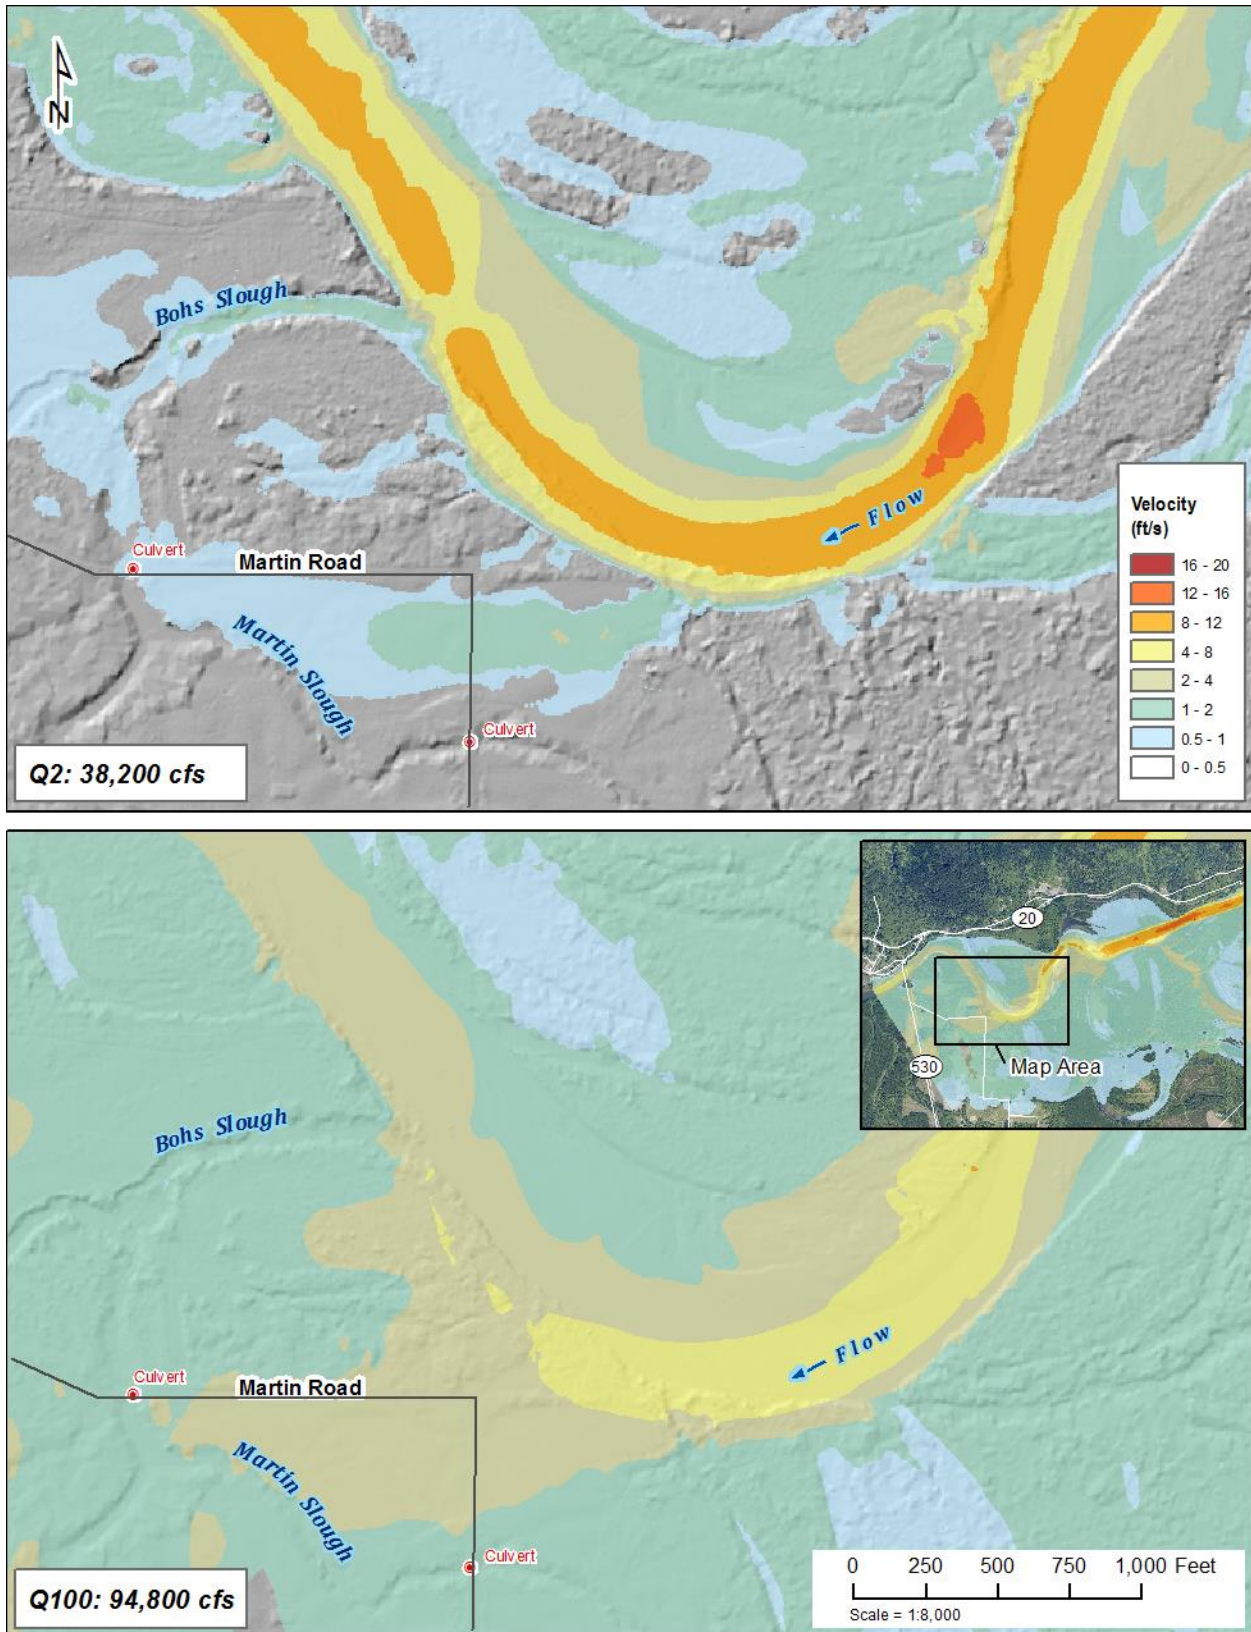 N
Bohs Slough
Flow
Culvert
Martin Road
Martin Slough
Culvert
Velocity
(ft/s)
16 - 20
12 - 16
8 - 12
4 - 8
2 - 4
1 - 2
0.5 - 1
0 - 0.5
Q2: 38,200 cfs
20
530
Map Area
Bohs Slough
Flow
Culvert
Martin Road
Martin Slough
Culvert
0 250 500 750 1,000 Feet
Scale = 1:8,000
Q100: 94,800 cfs